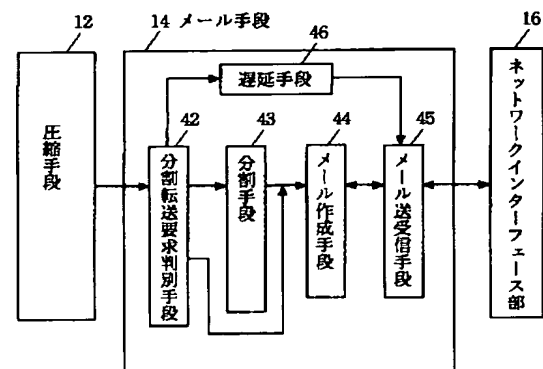 12
14 メール手段
46
16
遅延手段
42
43
44
45
圧縮手段
分割転送要求判別手段
分割手段
メール作成手段
メール送受信手段
ネットワークインターフェース部